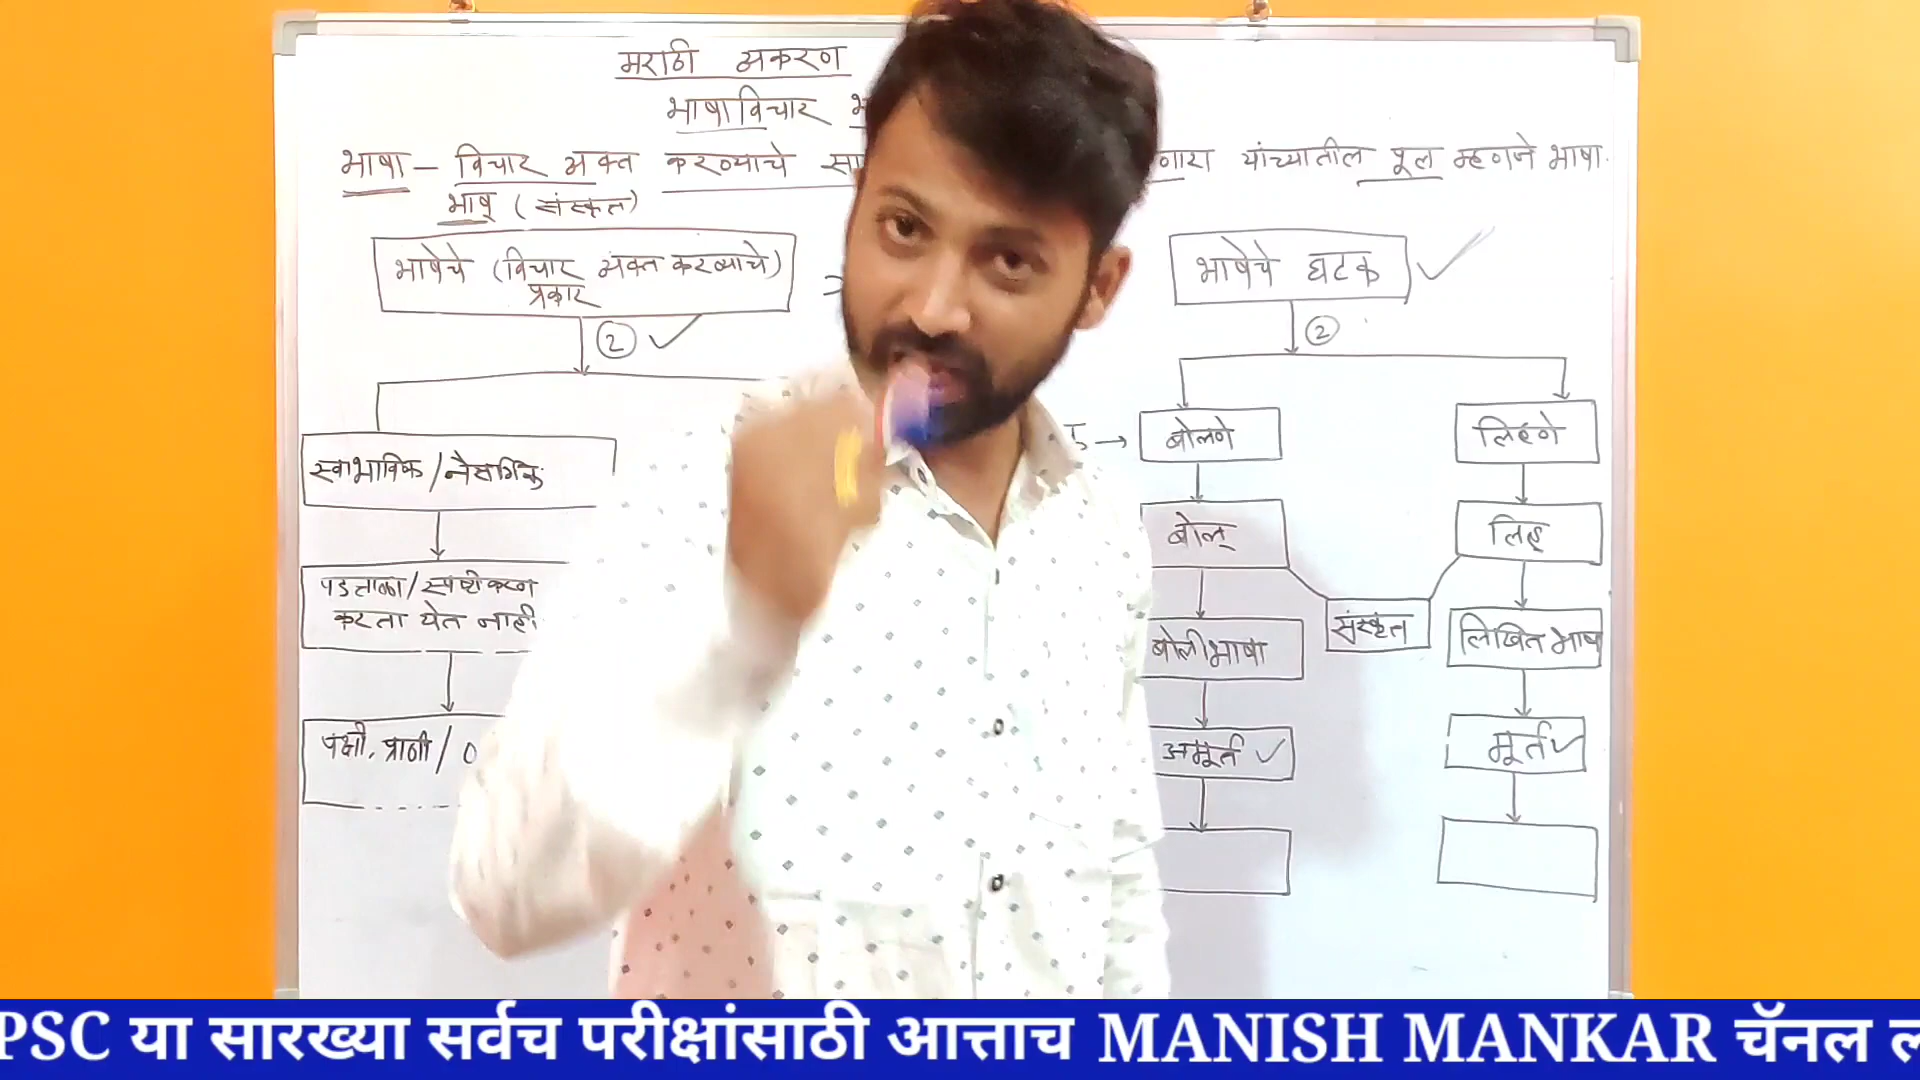 मराठी व्याकरण
भाषाविचार
भाषा – विचार व्यक्त करण्याचे
यांच्यातील पूल म्हणजे भाषा.
भाष् (संस्कृत)
भाषेचे (विचार व्यक्त करण्याचे)
प्रकार
2
स्वाभाविक/नैसर्गिक
पडताळा/स्पष्टीकरण
करता येत नाही
पक्षी, प्राणी/
भाषेचे घटक
2
बोलणे
लिहणे
बोल्
लिह्
संस्कृत
बोलीभाषा
लिखित भाषा
अमूर्त
मूर्त
PSC या सारख्या सर्वच परीक्षांसाठी आत्ताच MANISH MANKAR चॅनल